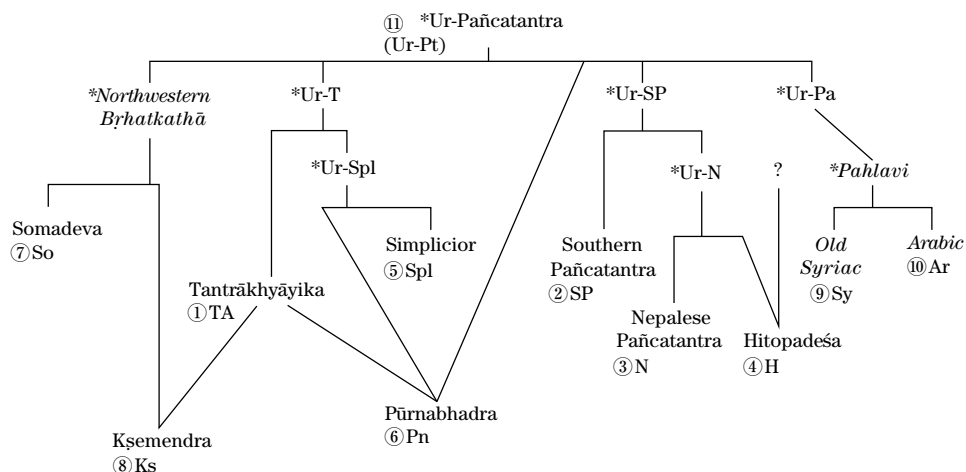 ⑪ *Ur-Pañcatantra
(Ur-Pt)
*Northwestern
Bṛhatkathā
*Ur-T
*Ur-SP
*Ur-Pa
*Ur-Spl
*Ur-N
?
*Pahlavi
Somadeva
⑦So
Simplicior
⑤Spl
Southern
Pañcatantra
②SP
Old
Syriac
⑨Sy
Arabic
⑩Ar
Tantrākhyāyika
①TA
Nepalese
Pañcatantra
③N
Hitopadeśa
④H
Pūrnabhadra
⑥Pn
Kṣemendra
⑧Ks